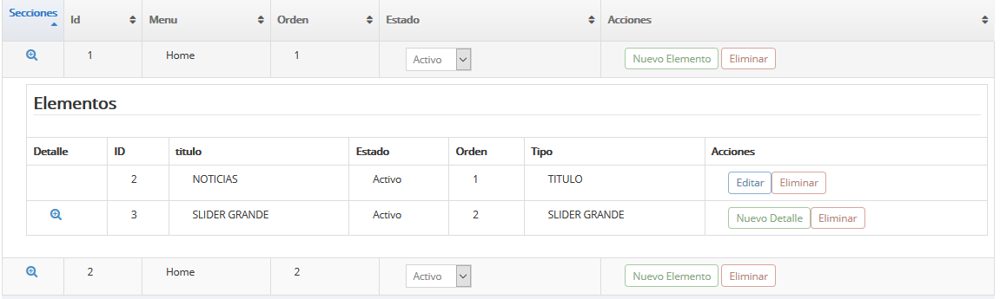 Secciones Id Menu Orden Estado Acciones
1 Home 1 Activo Nuevo Elemento Eliminar
Elementos
Detalle ID titulo Estado Orden Tipo Acciones
2 NOTICIAS Activo 1 TITULO Editar Eliminar
3 SLIDER GRANDE Activo 2 SLIDER GRANDE Nuevo Detalle Eliminar
2 Home 2 Activo Nuevo Elemento Eliminar